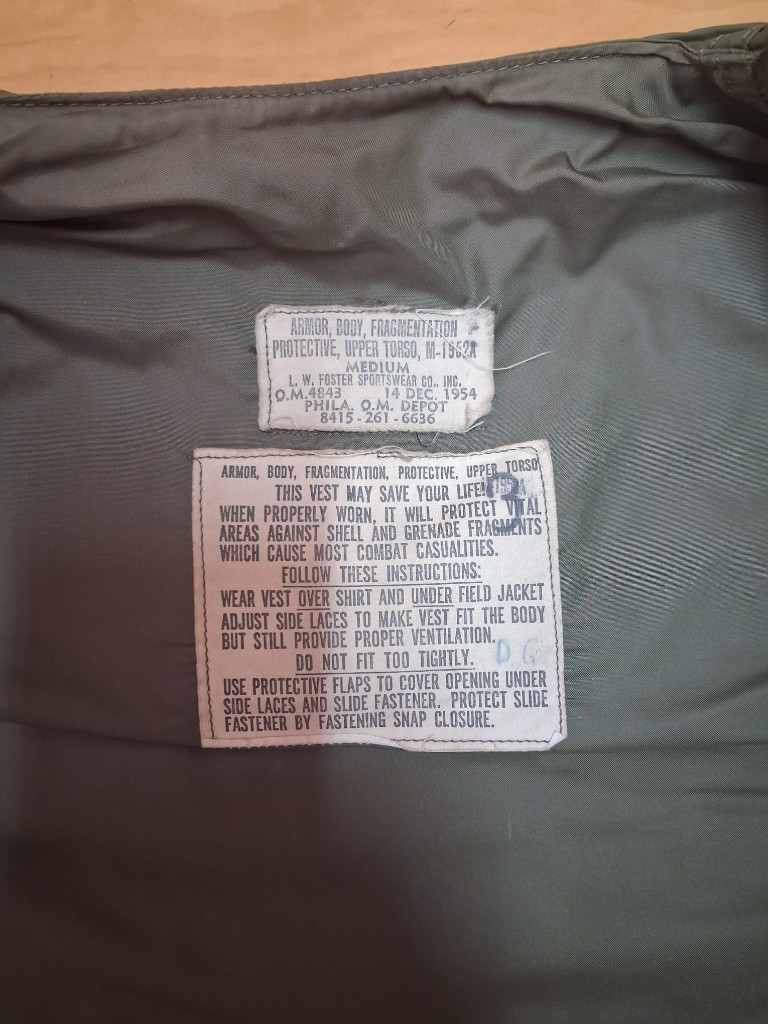 ARMOR, BODY, FRAGMENTATION
PROTECTIVE, UPPER TORSO, M-1952A
MEDIUM
L. W. FOSTER SPORTSWEAR CO., INC.
O.M.4843 14 DEC. 1954
PHILA. O.M. DEPOT
8415-261-6636
ARMOR, BODY, FRAGMENTATION, PROTECTIVE, UPPER TORSO
THIS VEST MAY SAVE YOUR LIFE!
WHEN PROPERLY WORN, IT WILL PROTECT VITAL
AREAS AGAINST SHELL AND GRENADE FRAGMENTS
WHICH CAUSE MOST COMBAT CASUALITIES.
FOLLOW THESE INSTRUCTIONS:
WEAR VEST OVER SHIRT AND UNDER FIELD JACKET
ADJUST SIDE LACES TO MAKE VEST FIT THE BODY
BUT STILL PROVIDE PROPER VENTILATION.
D.G
DO NOT FIT TOO TIGHTLY.
USE PROTECTIVE FLAPS TO COVER OPENING UNDER
SIDE LACES AND SLIDE FASTENER. PROTECT SLIDE
FASTENER BY FASTENING SNAP CLOSURE.